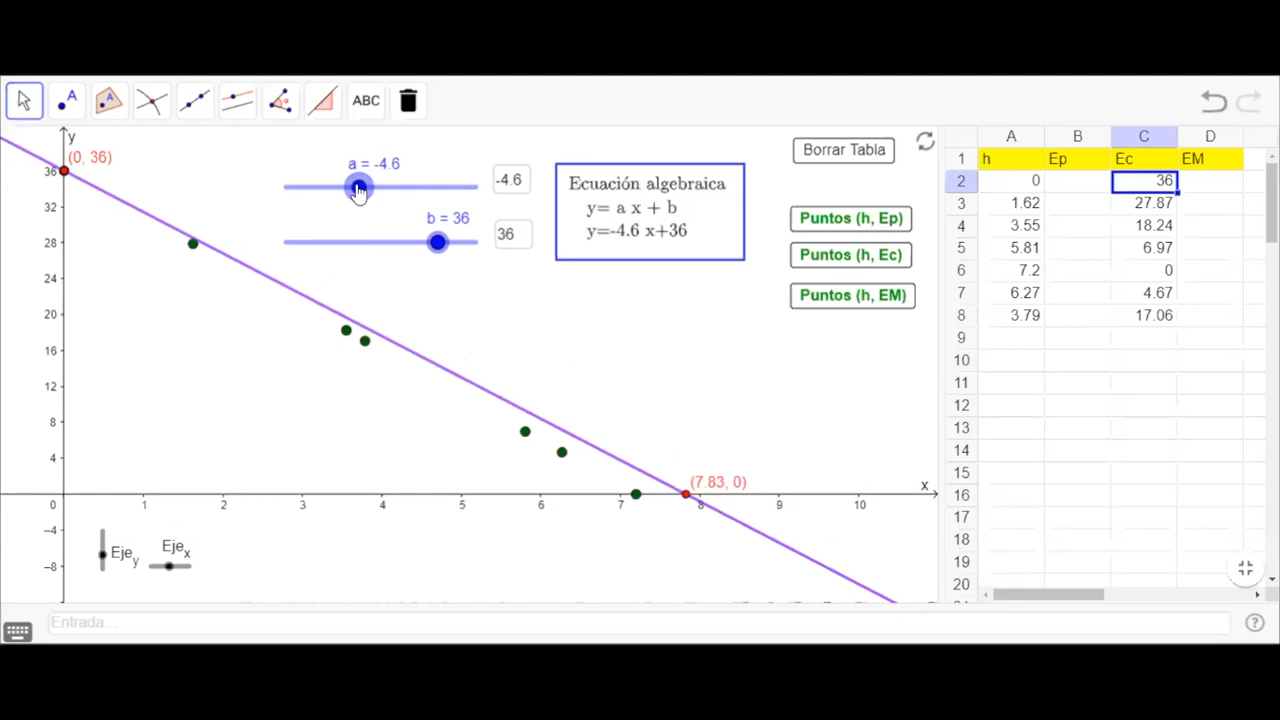 A
A
ABC
y
(0, 36)
36
32
28
24
20
16
12
8
4
0
-4
-8
1
2
3
4
5
6
7
8
9
10
x
(7.83, 0)
a = -4.6
-4.6
b = 36
36
Ecuación algebraica
y= a x + b
y=-4.6 x+36
Borrar Tabla
Puntos (h, Ep)
Puntos (h, Ec)
Puntos (h, EM)
Ejey
Ejex
A B C D
1 h Ep Ec EM
2 0 36
3 1.62 27.87
4 3.55 18.24
5 5.81 6.97
6 7.2 0
7 6.27 4.67
8 3.79 17.06
9
10
11
12
13
14
15
16
17
18
19
20
Entrada...
?